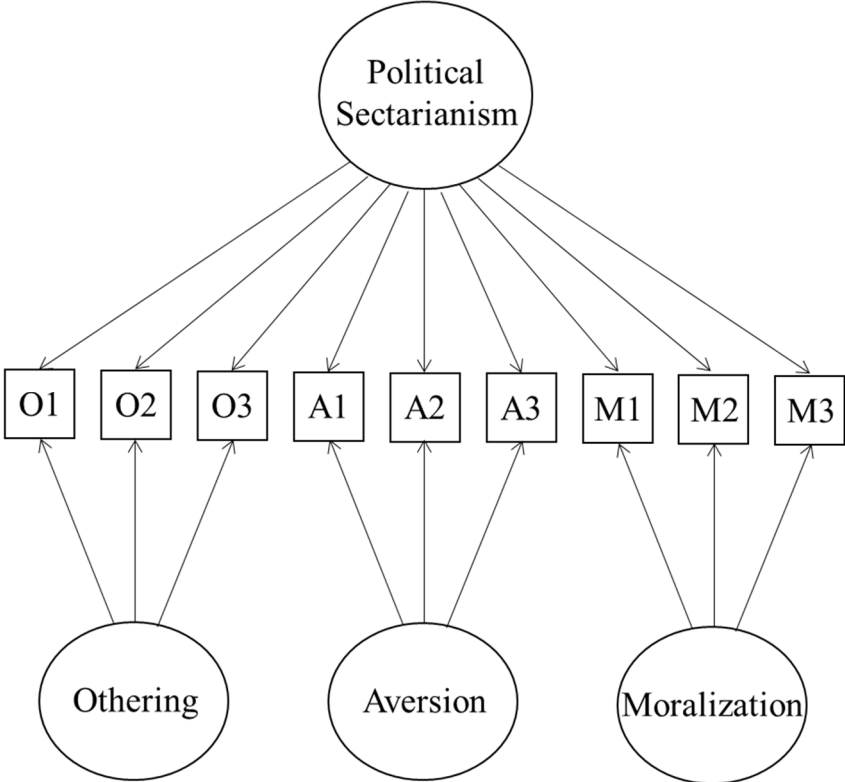 Political
Sectarianism
O1 O2 O3 A1 A2 A3 M1 M2 M3
Othering Aversion Moralization